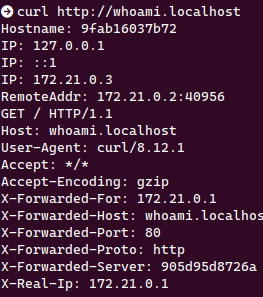 curl http://whoami.localhost
Hostname: 9fab16037b72
IP: 127.0.0.1
IP: ::1
IP: 172.21.0.3
RemoteAddr: 172.21.0.2:40956
GET / HTTP/1.1
Host: whoami.localhost
User-Agent: curl/8.12.1
Accept: */*
Accept-Encoding: gzip
X-Forwarded-For: 172.21.0.1
X-Forwarded-Host: whoami.localhos
X-Forwarded-Port: 80
X-Forwarded-Proto: http
X-Forwarded-Server: 905d95d8726a
X-Real-Ip: 172.21.0.1